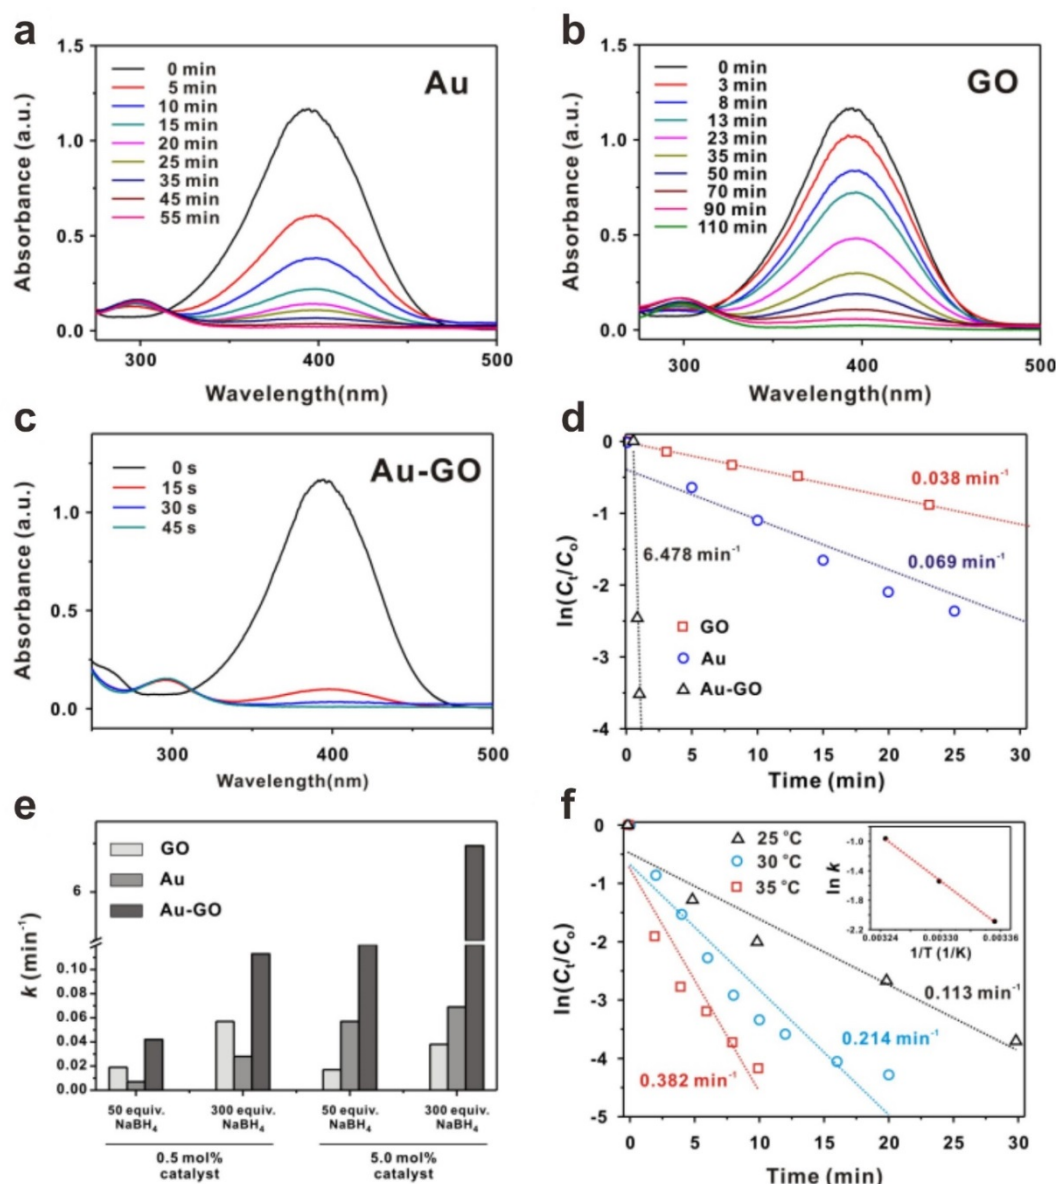 a
1.5
1.0
0.5
0.0
Absorbance (a.u.)
0 min
5 min
10 min
15 min
20 min
25 min
35 min
45 min
55 min
Au
300
400
500
Wavelength(nm)
b
1.5
1.0
0.5
0.0
Absorbance (a.u.)
0 min
3 min
8 min
13 min
23 min
35 min
50 min
70 min
90 min
110 min
GO
300
400
500
Wavelength(nm)
c
1.0
0.5
0.0
Absorbance (a.u.)
0 s
15 s
30 s
45 s
Au-GO
300
400
500
Wavelength(nm)
d
0
-1
-2
-3
-4
ln(Ct/Co)
0.038 min⁻¹
6.478 min⁻¹
0.069 min⁻¹
GO
Au
Au-GO
0
5
10
15
20
25
30
Time (min)
e
6
0.10
0.08
0.06
0.04
0.02
0.00
k (min⁻¹)
GO
Au
Au-GO
50 equiv.
NaBH₄
300 equiv.
NaBH₄
50 equiv.
NaBH₄
300 equiv.
NaBH₄
0.5 mol%
catalyst
5.0 mol%
catalyst
f
0
-1
-2
-3
-4
-5
ln(Ct/Co)
25 °C
30 °C
35 °C
-1.0
-1.4
-1.8
-2.2
ln k
0.00324
0.00330
0.00336
1/T (1/K)
0.113 min⁻¹
0.214 min⁻¹
0.382 min⁻¹
0
5
10
15
20
25
30
Time (min)